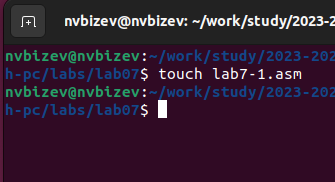 nvbizev@nvbizev: ~/work/study/2023-2
nvbizev@nvbizev:~/work/study/2023-202
h-pc/labs/lab07$ touch lab7-1.asm
nvbizev@nvbizev:~/work/study/2023-202
h-pc/labs/lab07$